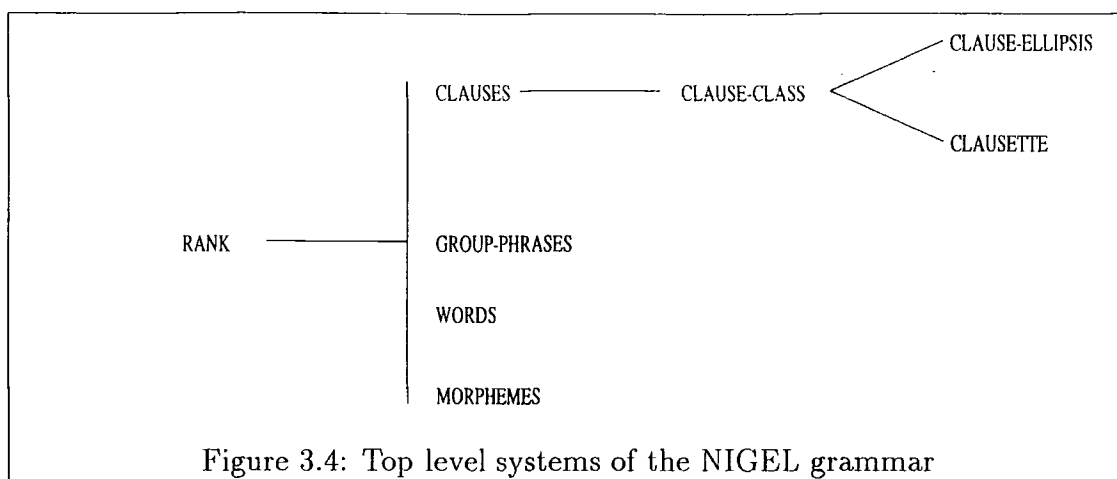 CLAUSE-ELLIPSIS
CLAUSES CLAUSE-CLASS
CLAUSETTE
RANK GROUP-PHRASES
WORDS
MORPHEMES
Figure 3.4: Top level systems of the NIGEL grammar